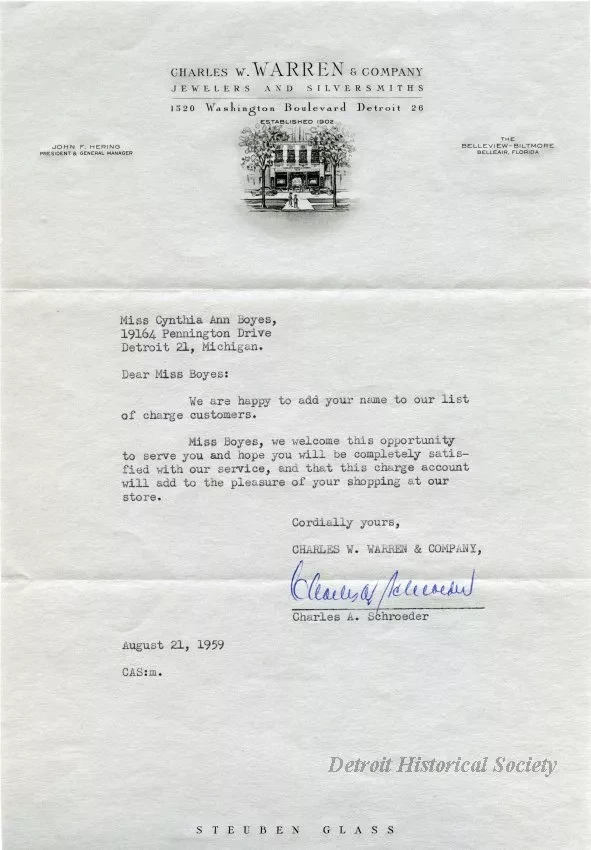 CHARLES W. WARREN & COMPANY
JEWELERS AND SILVERSMITHS
1520 Washington Boulevard Detroit 26
ESTABLISHED 1902
JOHN F. HERING
PRESIDENT & GENERAL MANAGER
THE
BELLEVIEW-BILTMORE
BELLEAIR, FLORIDA
Miss Cynthia Ann Boyes,
19164 Pennington Drive
Detroit 21, Michigan.
Dear Miss Boyes:
We are happy to add your name to our list
of charge customers.
Miss Boyes, we welcome this opportunity
to serve you and hope you will be completely satis-
fied with our service, and that this charge account
will add to the pleasure of your shopping at our
store.
Cordially yours,
CHARLES W. WARREN & COMPANY,
Charles A. Schroeder
Charles A. Schroeder
August 21, 1959
CAS:m.
Detroit Historical Society
STEUBEN GLASS